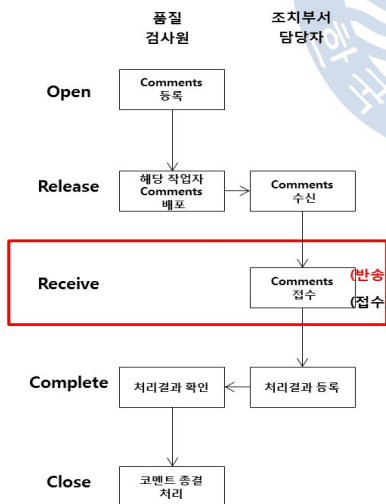 품질
검사원
조치부서
담당자
Open
Comments
등록
Release
해당 작업자
Comments
배포
Comments
수신
Receive
Comments
접수
(반송
(접수
Complete
처리결과 확인
처리결과 등록
Close
코멘트 종결
처리